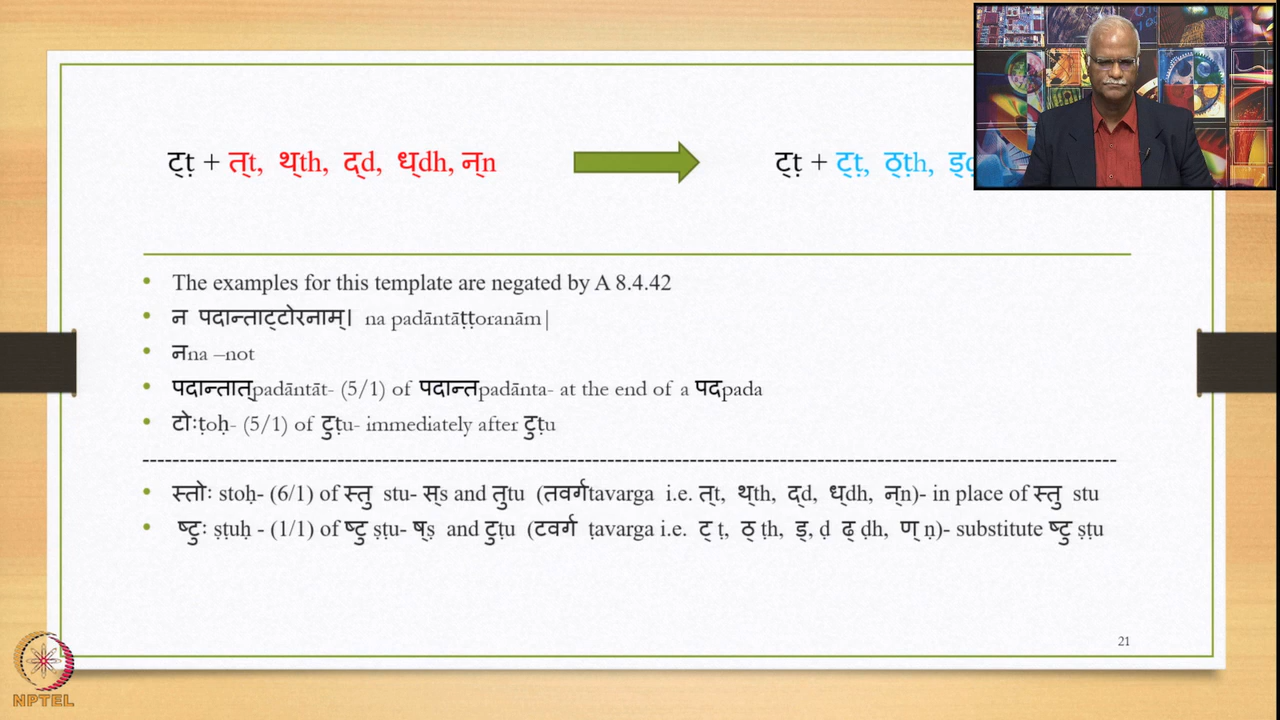 ट्ṭ + त्t, थ्th, द्d, ध्dh, न्n ट्ṭ + ट्ṭ, ठ्ṭh,
• The examples for this template are negated by A 8.4.42
• न पदान्ताट्टोरनाम्। na padāntāṭṭoranām|
• नna –not
• पदान्तात्padāntāt- (5/1) of पदान्तpadānta- at the end of a पदpada
• टोःṭoḥ- (5/1) of टुṭu- immediately after टुṭu
• स्तोः stoḥ- (6/1) of स्तु stu- स्s and तुtu (तवर्गtavarga i.e. त्t, थ्th, द्d, ध्dh, न्n)- in place of स्तु stu
• ष्टुः ṣṭuḥ - (1/1) of ष्टु ṣṭu- ष्ṣ and टुṭu (टवर्ग ṭavarga i.e. ट् ṭ, ठ् ṭh, ड्, ḍ ढ् ḍh, ण् ṇ)- substitute ष्टु ṣṭu
21
NPTEL